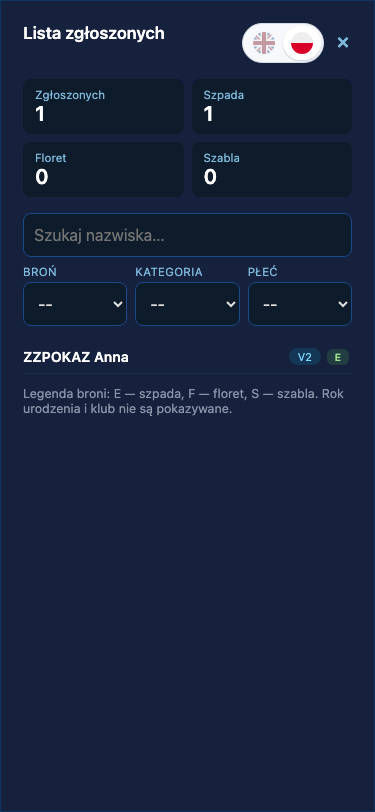 Lista zgłoszonych
×
Zgłoszonych
1
Szpada
1
Floret
0
Szabla
0
Szukaj nazwiska...
BROŃ
KATEGORIA
PŁEĆ
--
--
--
ZZPOKAZ Anna
V2
E
Legenda broni: E — szpada, F — floret, S — szabla. Rok
urodzenia i klub nie są pokazywane.